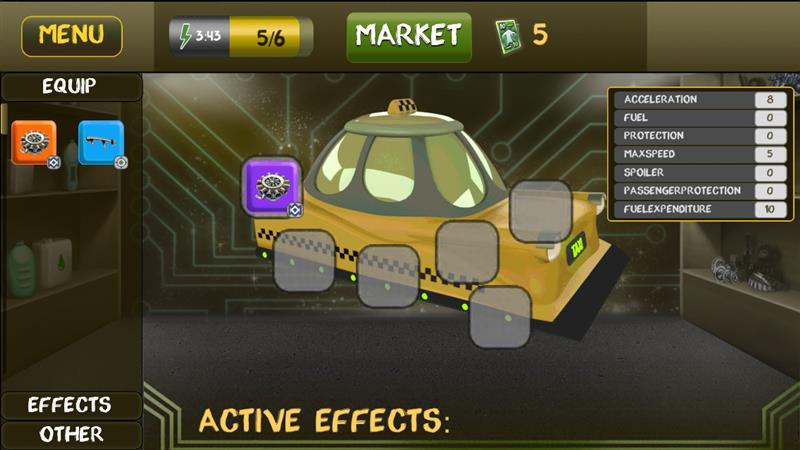 MENU
3:43
5/6
MARKET
5
EQUIP
ACCELERATION 8
FUEL 0
PROTECTION 0
MAXSPEED 5
SPOILER 0
PASSENGERPROTECTION 0
FUELEXPENDITURE 10
TAXI
EFFECTS
OTHER
ACTIVE EFFECTS: